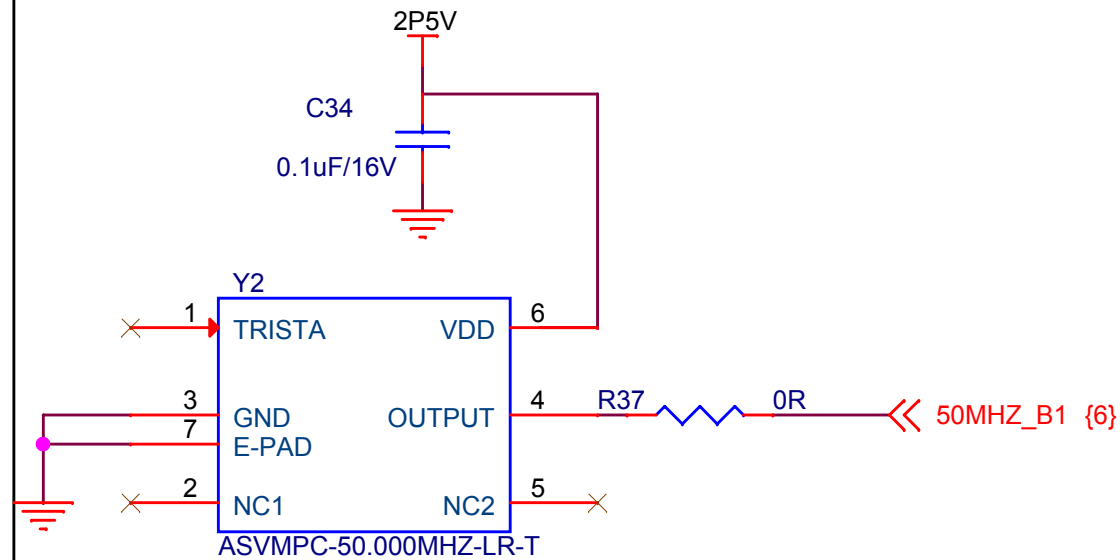 2P5V
C34
0.1uF/16V
Y2
1 TRISTA VDD 6
3 GND OUTPUT 4 R37 0R 50MHZ_B1 {6}
7 E-PAD
2 NC1 NC2 5
ASVMPC-50.000MHZ-LR-T